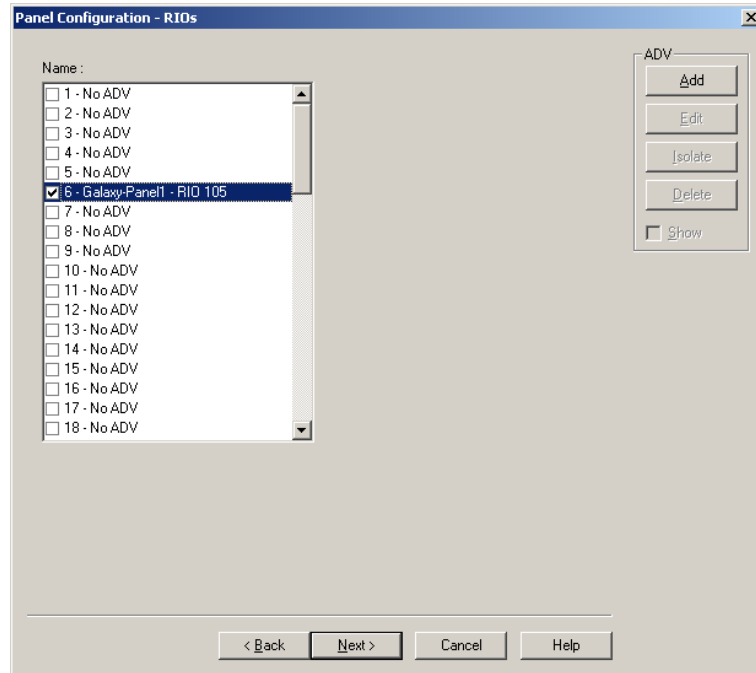 Panel Configuration - RIOs
Name :
1 - No ADV
2 - No ADV
3 - No ADV
4 - No ADV
5 - No ADV
6 - Galaxy-Panel1 - RIO 105
7 - No ADV
8 - No ADV
9 - No ADV
10 - No ADV
11 - No ADV
12 - No ADV
13 - No ADV
14 - No ADV
15 - No ADV
16 - No ADV
17 - No ADV
18 - No ADV
ADV
Add
Edit
Isolate
Delete
Show
< Back
Next >
Cancel
Help